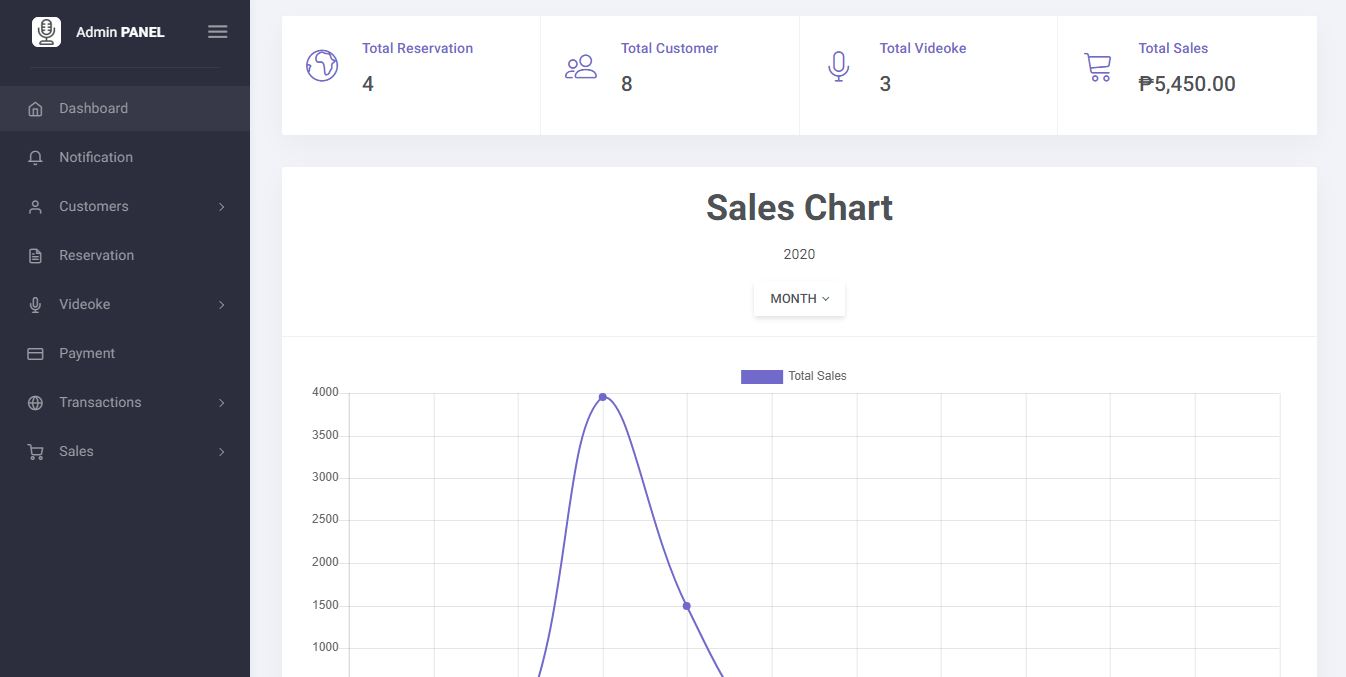 Admin PANEL
Dashboard
Notification
Customers
Reservation
Videoke
Payment
Transactions
Sales
Total Reservation
4
Total Customer
8
Total Videoke
3
Total Sales
₱5,450.00
Sales Chart
2020
MONTH
Total Sales
4000
3500
3000
2500
2000
1500
1000